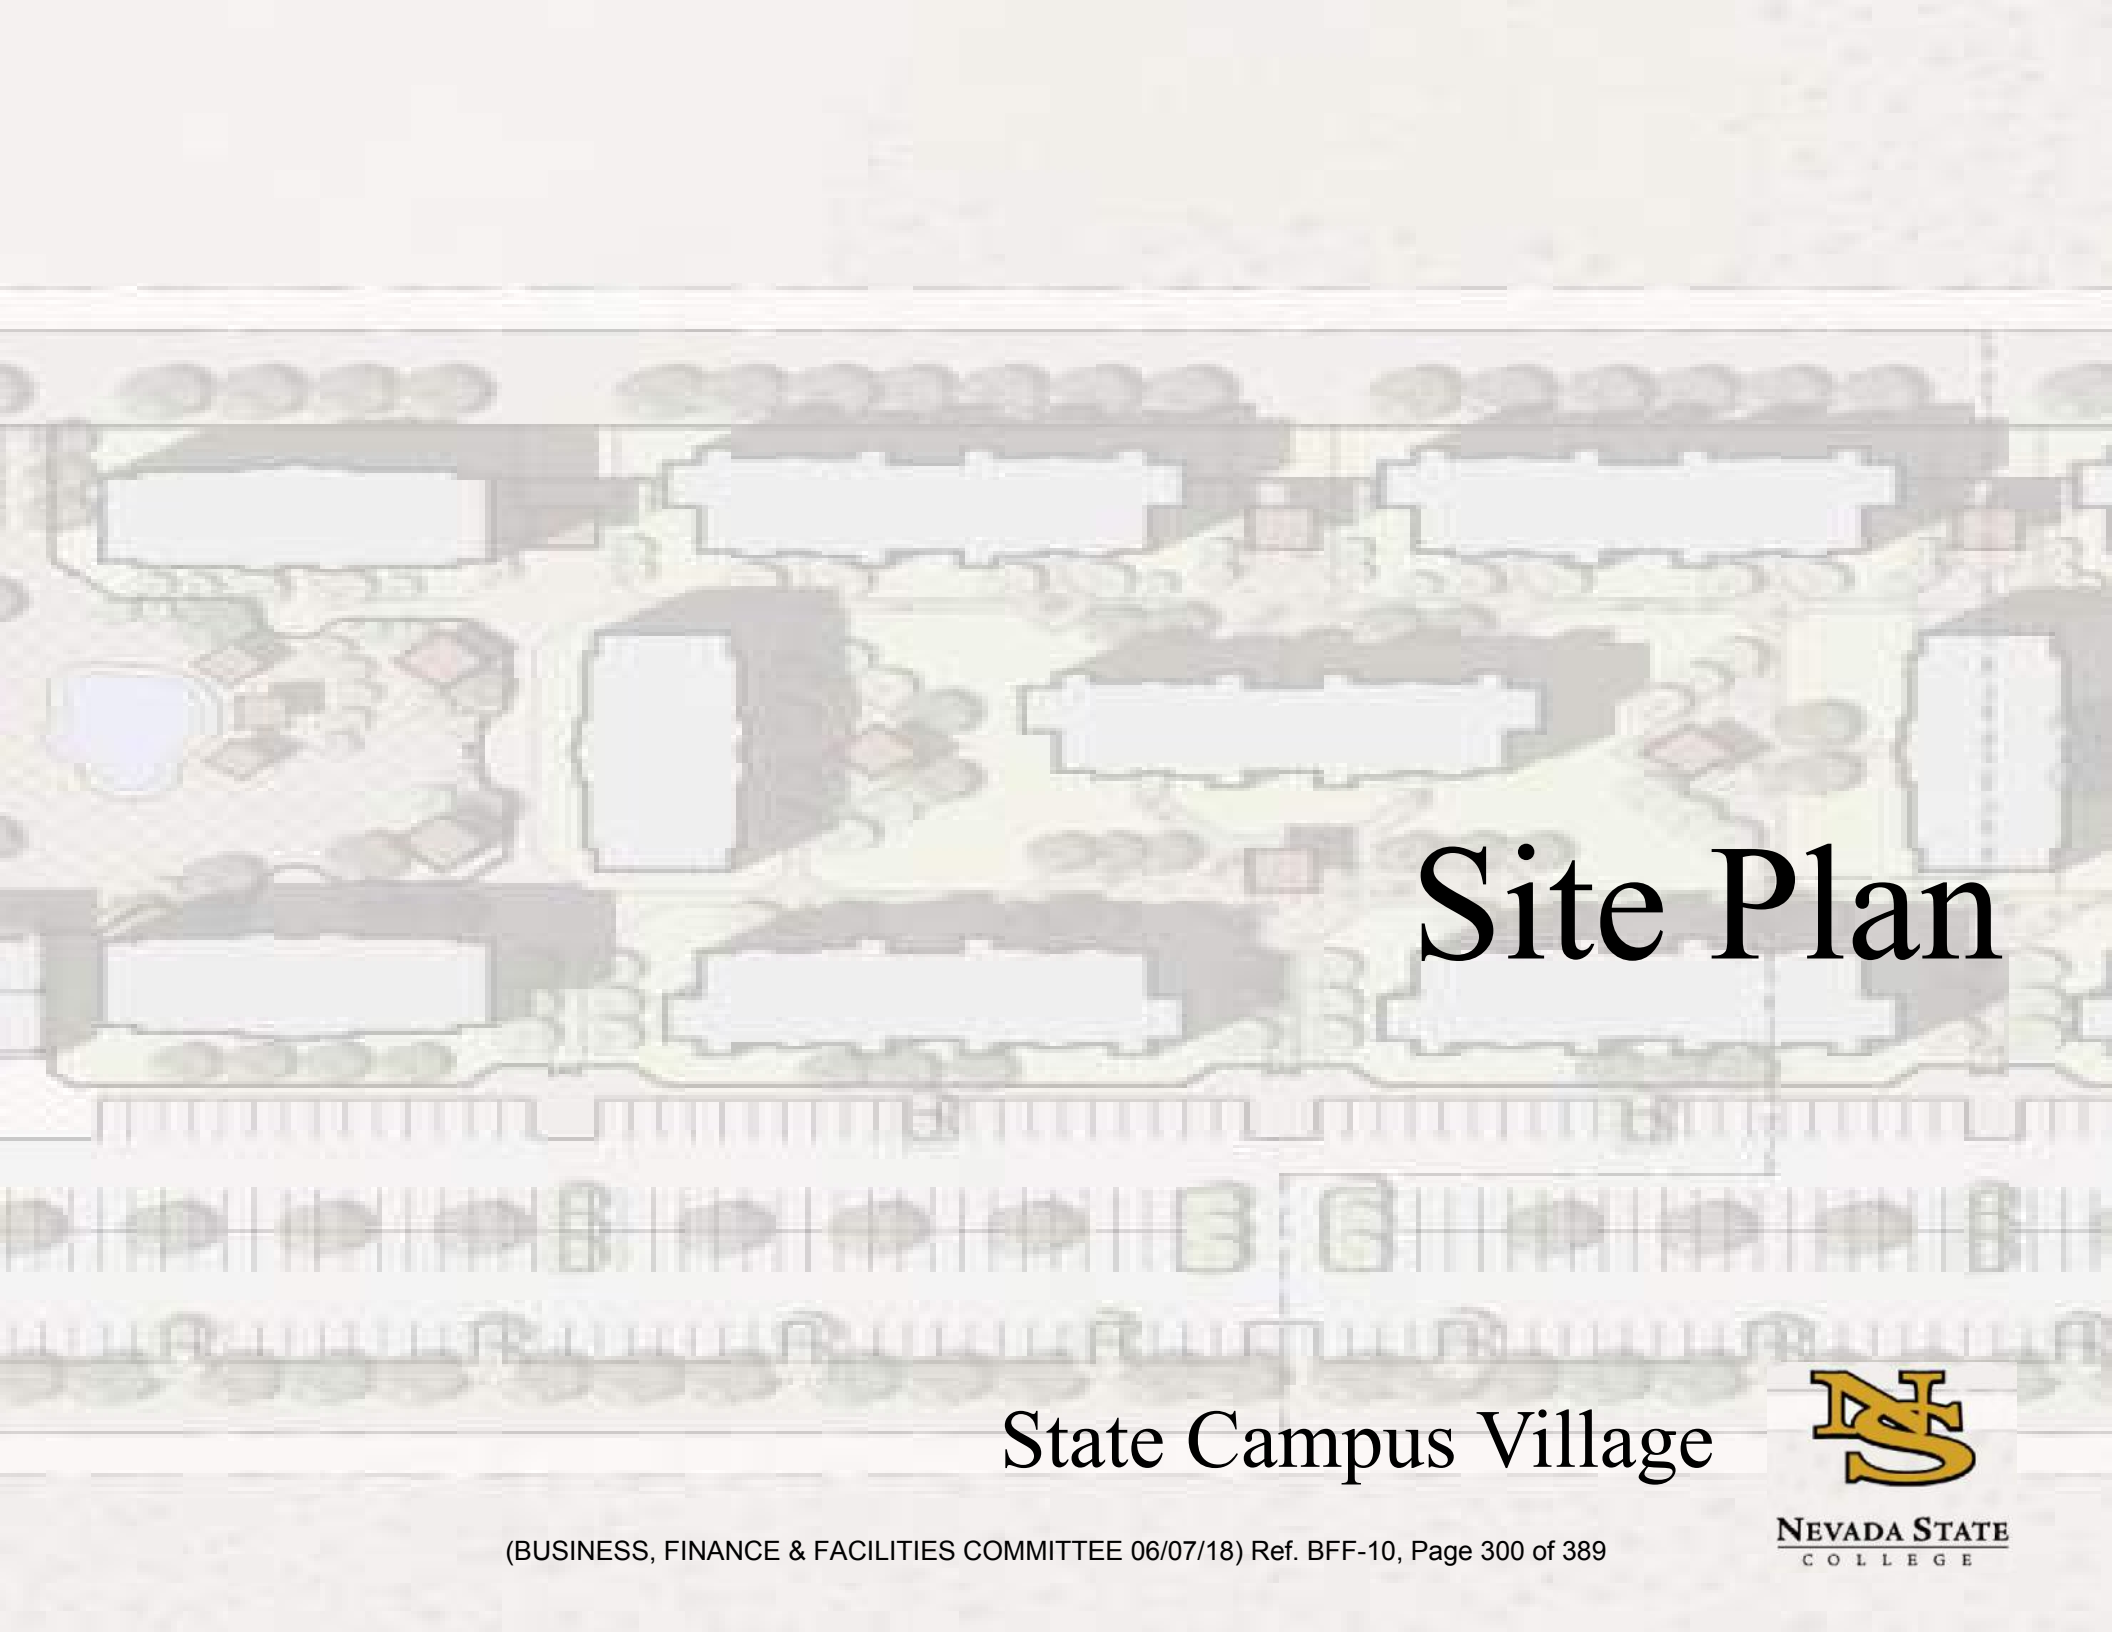 Site Plan
State Campus Village
NS
NEVADA STATE
COLLEGE
(BUSINESS, FINANCE & FACILITIES COMMITTEE 06/07/18) Ref. BFF-10, Page 300 of 389